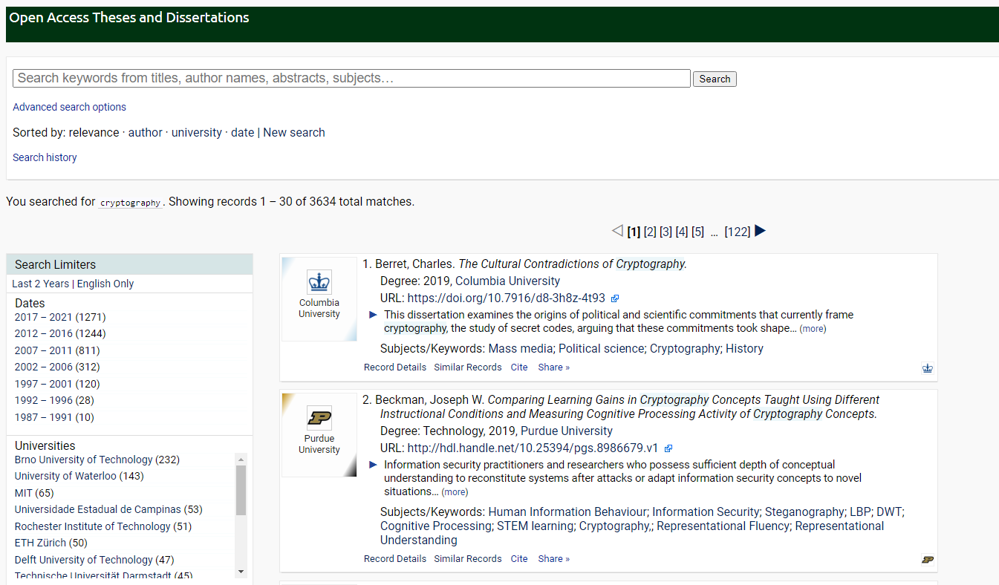 Open Access Theses and Dissertations
Search keywords from titles, author names, abstracts, subjects…
Search
Advanced search options
Sorted by: relevance · author · university · date | New search
Search history
You searched for cryptography. Showing records 1 – 30 of 3634 total matches.
[1] [2] [3] [4] [5] … [122]
Search Limiters
Last 2 Years | English Only
Dates
2017 – 2021 (1271)
2012 – 2016 (1244)
2007 – 2011 (811)
2002 – 2006 (312)
1997 – 2001 (120)
1992 – 1996 (28)
1987 – 1991 (10)
Universities
Brno University of Technology (232)
University of Waterloo (143)
MIT (65)
Universidade Estadual de Campinas (53)
Rochester Institute of Technology (51)
ETH Zürich (50)
Delft University of Technology (47)
Technische Universität Darmstadt (45)
Columbia
University
1. Berret, Charles. The Cultural Contradictions of Cryptography.
Degree: 2019, Columbia University
URL: https://doi.org/10.7916/d8-3h8z-4t93
► This dissertation examines the origins of political and scientific commitments that currently frame
cryptography, the study of secret codes, arguing that these commitments took shape… (more)
Subjects/Keywords: Mass media; Political science; Cryptography; History
Record Details Similar Records Cite Share »
P
Purdue
University
2. Beckman, Joseph W. Comparing Learning Gains in Cryptography Concepts Taught Using Different
Instructional Conditions and Measuring Cognitive Processing Activity of Cryptography Concepts.
Degree: Technology, 2019, Purdue University
URL: http://hdl.handle.net/10.25394/pgs.8986679.v1
► Information security practitioners and researchers who possess sufficient depth of conceptual
understanding to reconstitute systems after attacks or adapt information security concepts to novel
situations… (more)
Subjects/Keywords: Human Information Behaviour; Information Security; Steganography; LBP; DWT;
Cognitive Processing; STEM learning; Cryptography,; Representational Fluency; Representational
Understanding
Record Details Similar Records Cite Share »
P